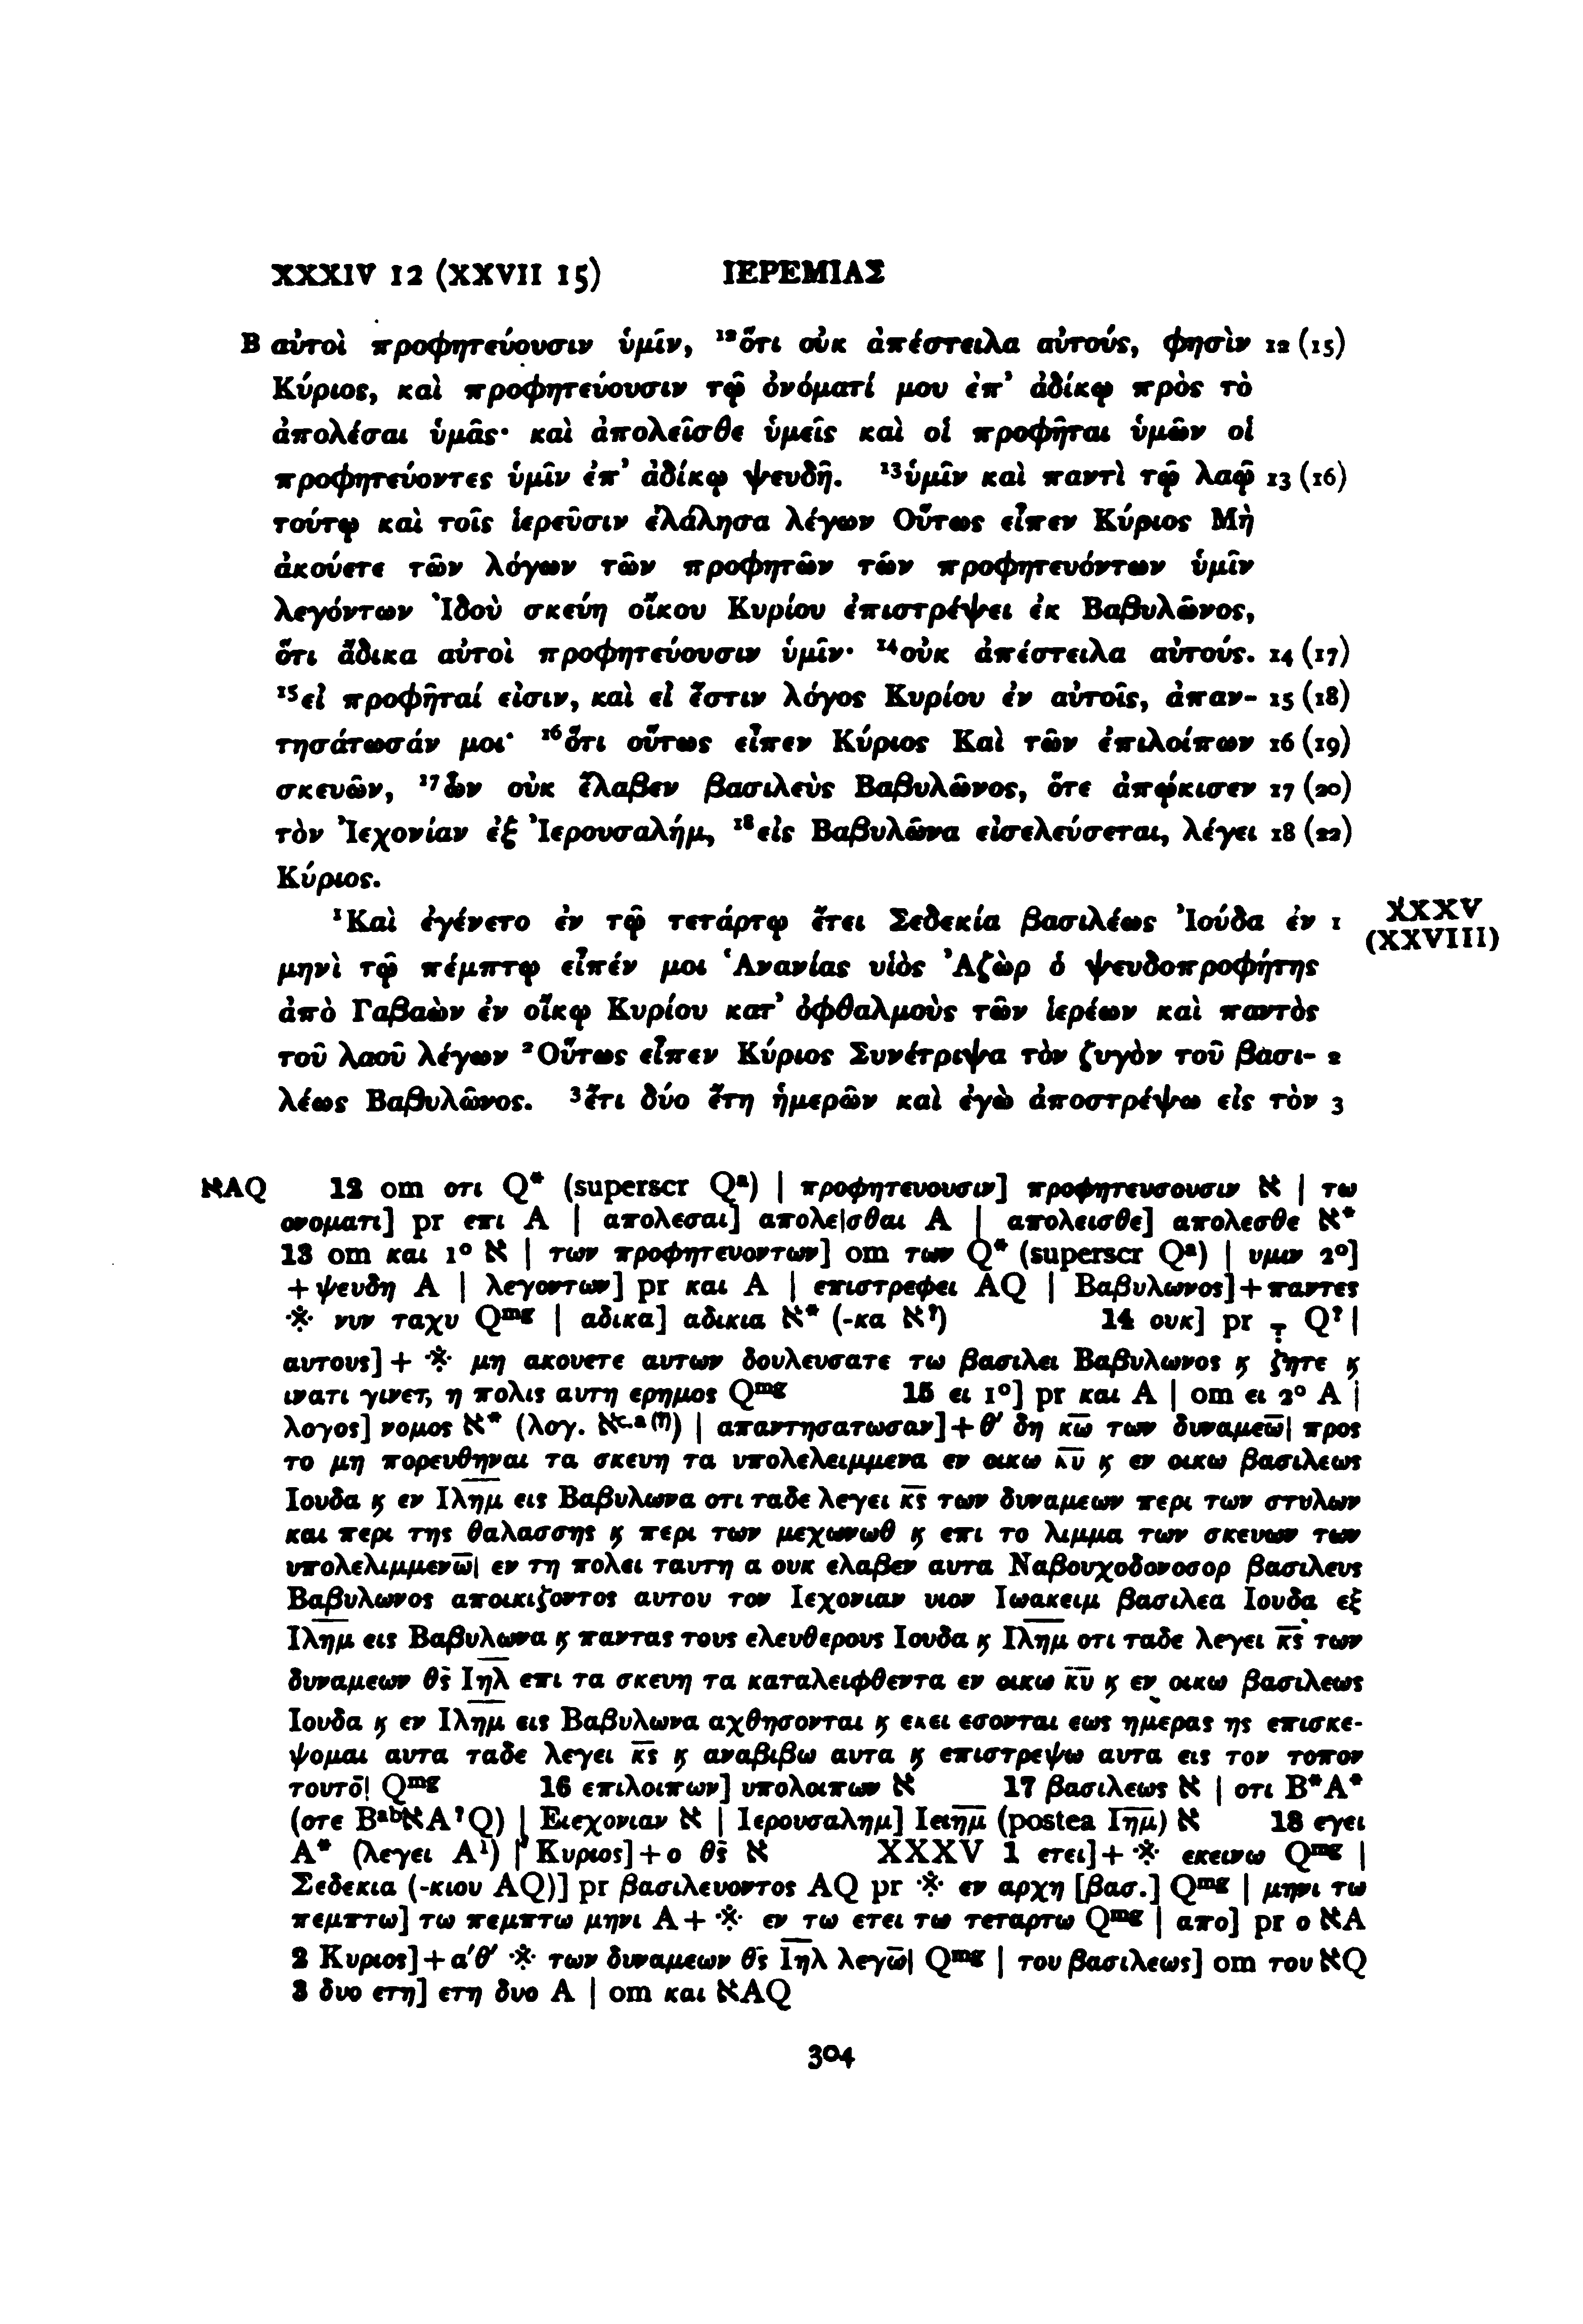 XXXIV 12 (XXVII 15) ΙΕΡΕΜΙΑΣ
B αὐτοὶ προφητεύουσιν ὑμῖν, ¹²ὅτι οὐκ ἀπέστειλα αὐτούς, φησὶν 12 (15)
Κύριος, καὶ προφητεύουσιν τῷ ὀνόματί μου ἐπ’ ἀδίκῳ πρὸς τὸ
ἀπολέσαι ὑμᾶς· καὶ ἀπολεῖσθε ὑμεῖς καὶ οἱ προφῆται ὑμῶν οἱ
προφητεύοντες ὑμῖν ἐπ’ ἀδίκῳ ψευδῆ. ¹³ὑμῖν καὶ παντὶ τῷ λαῷ 13 (16)
τούτῳ καὶ τοῖς ἱερεῦσιν ἐλάλησα λέγων Οὕτως εἶπεν Κύριος Μὴ
ἀκούετε τῶν λόγων τῶν προφητῶν τῶν προφητευόντων ὑμῖν
λεγόντων Ἰδοὺ σκεύη οἴκου Κυρίου ἐπιστρέψει ἐκ Βαβυλῶνος,
ὅτι ἄδικα αὐτοὶ προφητεύουσιν ὑμῖν· ¹⁴οὐκ ἀπέστειλα αὐτούς. 14 (17)
¹⁵εἰ προφῆταί εἰσιν, καὶ εἰ ἔστιν λόγος Κυρίου ἐν αὐτοῖς, ἀπαν- 15 (18)
τησάτωσάν μοι· ¹⁶ὅτι οὕτως εἶπεν Κύριος Καὶ τῶν ἐπιλοίπων 16 (19)
σκευῶν, ¹⁷ὧν οὐκ ἔλαβεν βασιλεὺς Βαβυλῶνος, ὅτε ἀπῴκισεν 17 (20)
τὸν Ἰεχονίαν ἐξ Ἰερουσαλήμ, ¹⁸εἰς Βαβυλῶνα εἰσελεύσεται, λέγει 18 (22)
Κύριος.
¹Καὶ ἐγένετο ἐν τῷ τετάρτῳ ἔτει Σεδεκία βασιλέως Ἰούδα ἐν 1 XXXV
(XXVIII)
μηνὶ τῷ πέμπτῳ εἶπέν μοι Ἁνανίας υἱὸς Ἀζὼρ ὁ ψευδοπροφήτης
ἀπὸ Γαβαὼν ἐν οἴκῳ Κυρίου κατ’ ὀφθαλμοὺς τῶν ἱερέων καὶ παντὸς
τοῦ λαοῦ λέγων ²Οὕτως εἶπεν Κύριος Συνέτριψα τὸν ζυγὸν τοῦ βασι- 2
λέως Βαβυλῶνος. ³ἔτι δύο ἔτη ἡμερῶν καὶ ἐγὼ ἀποστρέψω εἰς τὸν 3
אAQ 12 om οτι Q* (superscr Qᵃ) | προφητευουσιν] προφητευσουσιν א | τω
ονοματι] pr επι A | απολεσαι] απολε|σθαι A | απολεισθε] απολεσθε א*
13 om και 1° א | των προφητευοντων] om των Q* (superscr Qᵃ) | υμιν 2°]
+ψευδη A | λεγοντων] pr και A | επιστρεφει AQ | Βαβυλωνος]+παντες
※ νυν ταχυ Qᵐᵍ | αδικα] αδικια א* (-κα א?) 14 ουκ] pr Q? |
αυτους]+ ※ μη ακουετε αυτων δουλευσατε τω βασιλει Βαβυλωνος ϗ ζητε ϗ
ινατι γινετ, η πολις αυτη ερημος Qᵐᵍ 15 ει 1°] pr και A | om ει 2° A |
λογος] νομος א* (λογ. אᶜ·ᵃ⁽?⁾) | απαντησατωσαν]+θ′ δη κ̅ω̅ των δυναμεω̅| προς
το μη πορευθηναι τα σκευη τα υπολελειμμενα εν οικω κ̅υ̅ ϗ εν οικω βασιλεως
Ιουδα ϗ εν Ιλ̅η̅μ̅ εις Βαβυλωνα οτι ταδε λεγει κ̅ς̅ των δυναμεων περι των στυλων
και περι της θαλασσης ϗ περι των μεχωνωθ ϗ επι το λιμμα των σκευων των
υπολελιμμενω̅| εν τη πολει ταυτη α ουκ ελαβεν αυτα Ναβουχοδονοσορ βασιλευς
Βαβυλωνος αποικιζοντος αυτου τον Ιεχονιαν υιον Ιωακειμ βασιλεα Ιουδα εξ
Ιλ̅η̅μ̅ εις Βαβυλωνα ϗ παντας τους ελευθερους Ιουδα ϗ Ιλ̅η̅μ̅ οτι ταδε λεγει κ̅ς̅ των
δυναμεων θ̅ς̅ Ιη̅λ̅ επι τα σκευη τα καταλειφθεντα εν οικω κ̅υ̅ ϗ εν οικω βασιλεως
Ιουδα ϗ εν Ιλ̅η̅μ̅ εις Βαβυλωνα αχθησονται ϗ εκει εσονται εως ημερας ης επισκε-
ψομαι αυτα ταδε λεγει κ̅ς̅ ϗ αναβιβω αυτα ϗ επιστρεψω αυτα εις τον τοπον
τουτο̅| Qᵐᵍ 16 επιλοιπων] υπολοιπων א 17 βασιλεως א | οτι B*A*
(οτε BᵃᵇאA?Q) | Ειεχονιαν א | Ιερουσαλημ] Ιειη̅μ̅ (postea Ιη̅μ̅) א 18 εγει
A* (λεγει A¹) | Κυριος]+ο θ̅ς̅ א XXXV 1 ετει]+ ※ εκεινω Qᵐᵍ |
Σεδεκια (-κιου AQ)] pr βασιλευοντος AQ pr ※ εν αρχη [βασ.] Qᵐᵍ | μηνι τω
πεμπτω] τω πεμπτω μηνι A+ ※ εν τω ετει τω τεταρτω Qᵐᵍ | απο] pr ο אA
2 Κυριος]+α′θ′ ※ των δυναμεων θ̅ς̅ Ιη̅λ̅ λεγω̅| Qᵐᵍ | του βασιλεως] om του אQ
3 δυο ετη] ετη δυο A | om και אAQ
304